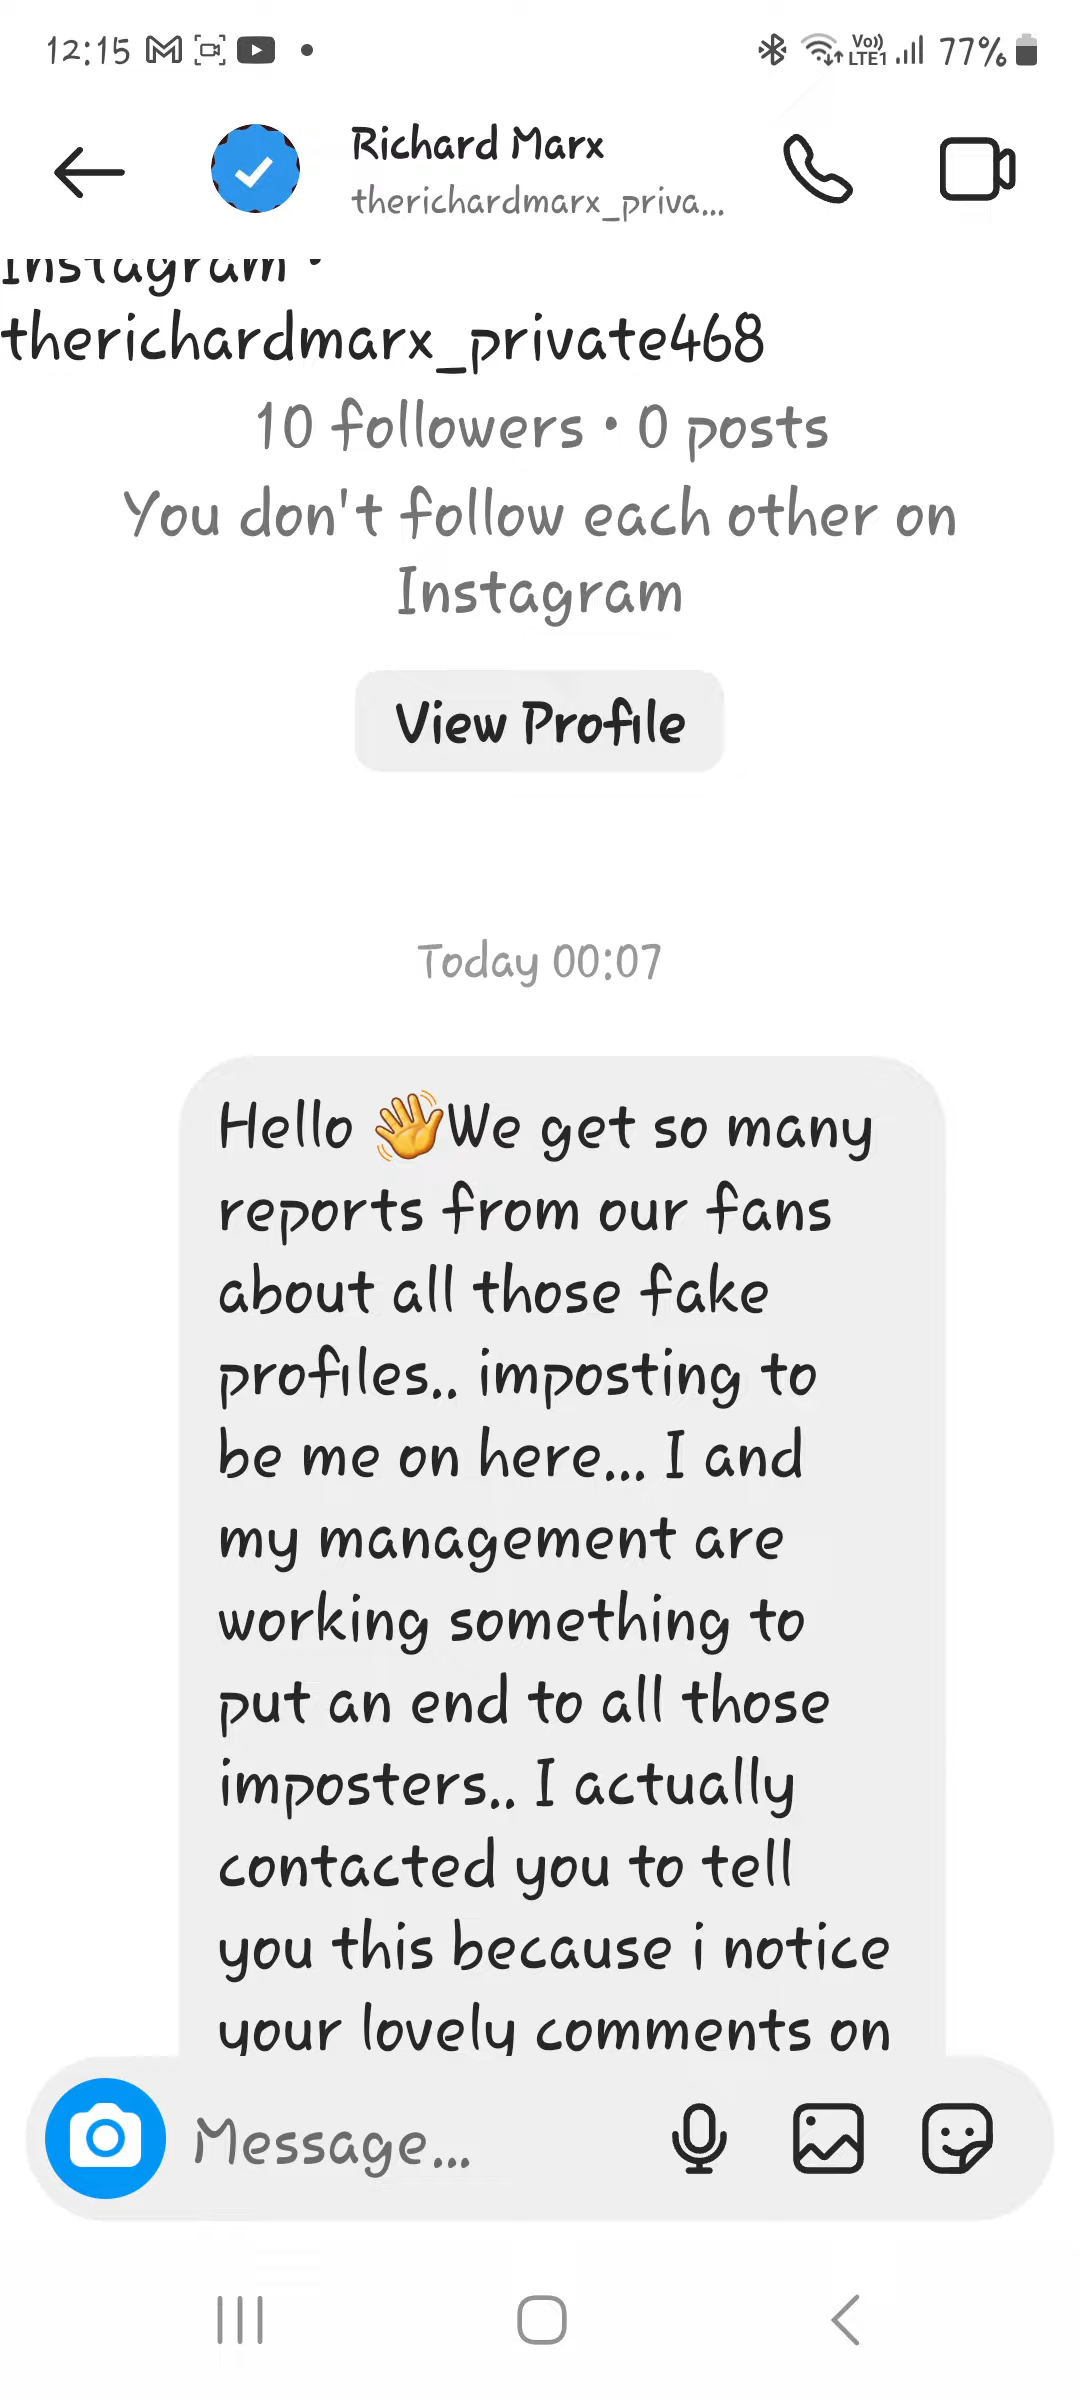 12:15 Vo)) LTE1 77%
Richard Marx
therichardmarx_priva...
Instagram •
therichardmarx_private468
10 followers • 0 posts
You don't follow each other on
Instagram
View Profile
Today 00:07
Hello 👋We get so many
reports from our fans
about all those fake
profiles.. imposting to
be me on here... I and
my management are
working something to
put an end to all those
imposters.. I actually
contacted you to tell
you this because i notice
your lovely comments on
Message...